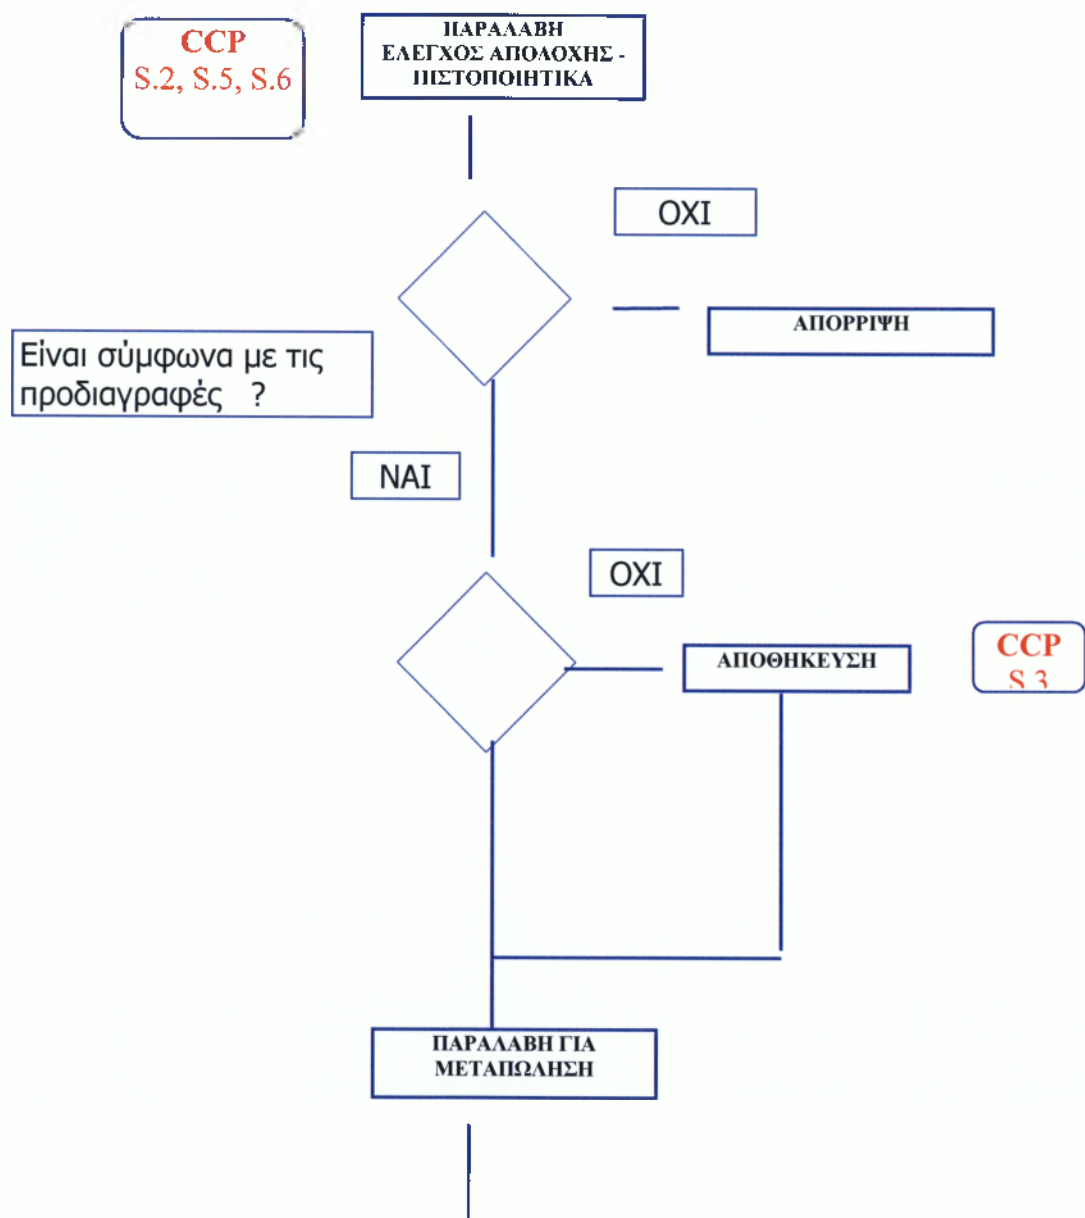 CCP
S.2, S.5, S.6
ΠΑΡΑΛΑΒΗ
ΕΛΕΓΧΟΣ ΑΠΟΔΟΧΗΣ -
ΠΙΣΤΟΠΟΙΗΤΙΚΑ
ΟΧΙ
ΑΠΟΡΡΙΨΗ
Είναι σύμφωνα με τις
προδιαγραφές ?
ΝΑΙ
ΟΧΙ
ΑΠΟΘΗΚΕΥΣΗ
CCP
S.3
ΠΑΡΑΛΑΒΗ ΓΙΑ
ΜΕΤΑΠΩΛΗΣΗ